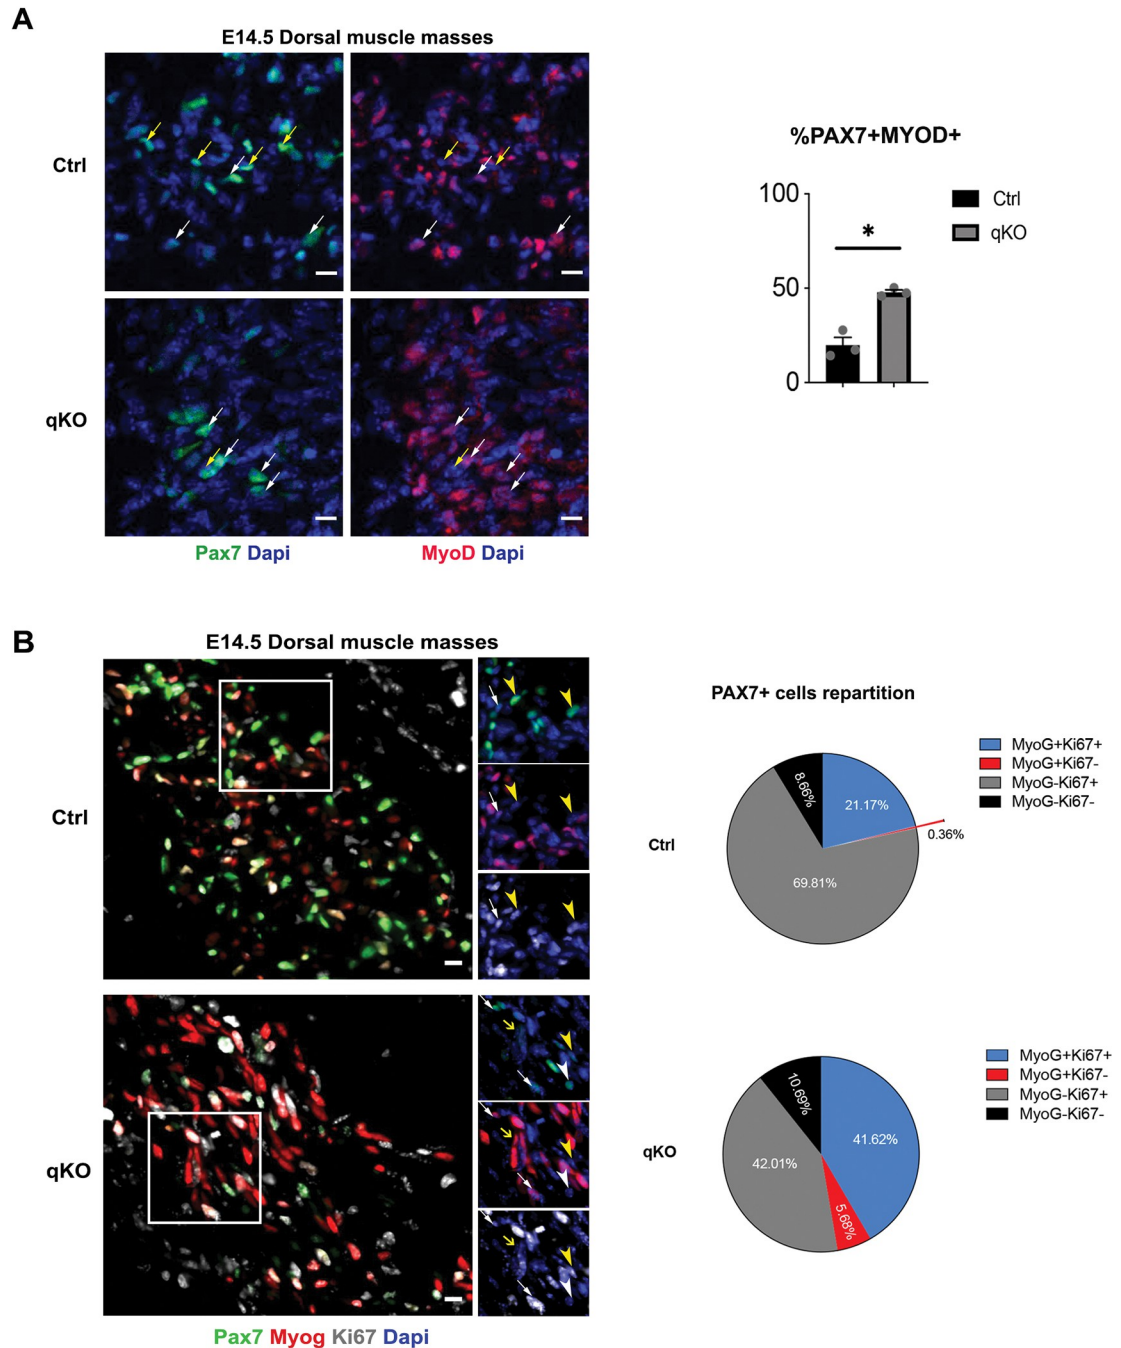 A
E14.5 Dorsal muscle masses
Ctrl
qKO
Pax7 Dapi
MyoD Dapi
%PAX7+MYOD+
100
50
0
*
Ctrl
qKO
B
E14.5 Dorsal muscle masses
Ctrl
qKO
Pax7 Myog Ki67 Dapi
PAX7+ cells repartition
Ctrl
8.66%
21.17%
0.36%
69.81%
MyoG+Ki67+
MyoG+Ki67-
MyoG-Ki67+
MyoG-Ki67-
qKO
10.69%
41.62%
42.01%
5.68%
MyoG+Ki67+
MyoG+Ki67-
MyoG-Ki67+
MyoG-Ki67-